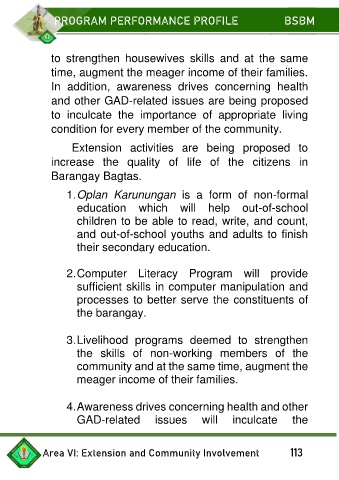 PROGRAM PERFORMANCE PROFILE BSBM
to strengthen housewives skills and at the same
time, augment the meager income of their families.
In addition, awareness drives concerning health
and other GAD-related issues are being proposed
to inculcate the importance of appropriate living
condition for every member of the community.
Extension activities are being proposed to
increase the quality of life of the citizens in
Barangay Bagtas.
1. Oplan Karunungan is a form of non-formal
education which will help out-of-school
children to be able to read, write, and count,
and out-of-school youths and adults to finish
their secondary education.
2. Computer Literacy Program will provide
sufficient skills in computer manipulation and
processes to better serve the constituents of
the barangay.
3. Livelihood programs deemed to strengthen
the skills of non-working members of the
community and at the same time, augment the
meager income of their families.
4. Awareness drives concerning health and other
GAD-related issues will inculcate the
Area VI: Extension and Community Involvement 113